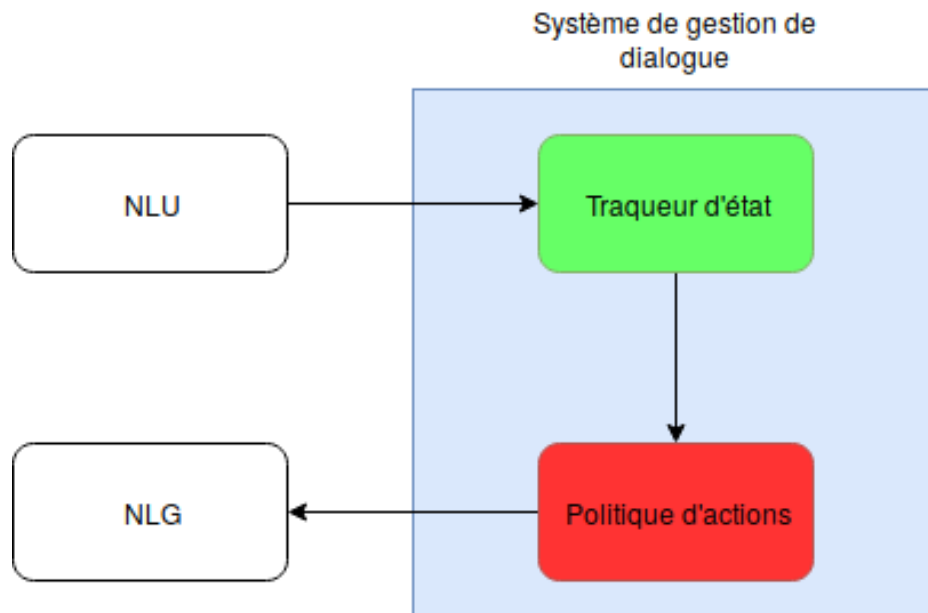 Système de gestion de
dialogue
NLU
Traqueur d'état
NLG
Politique d'actions